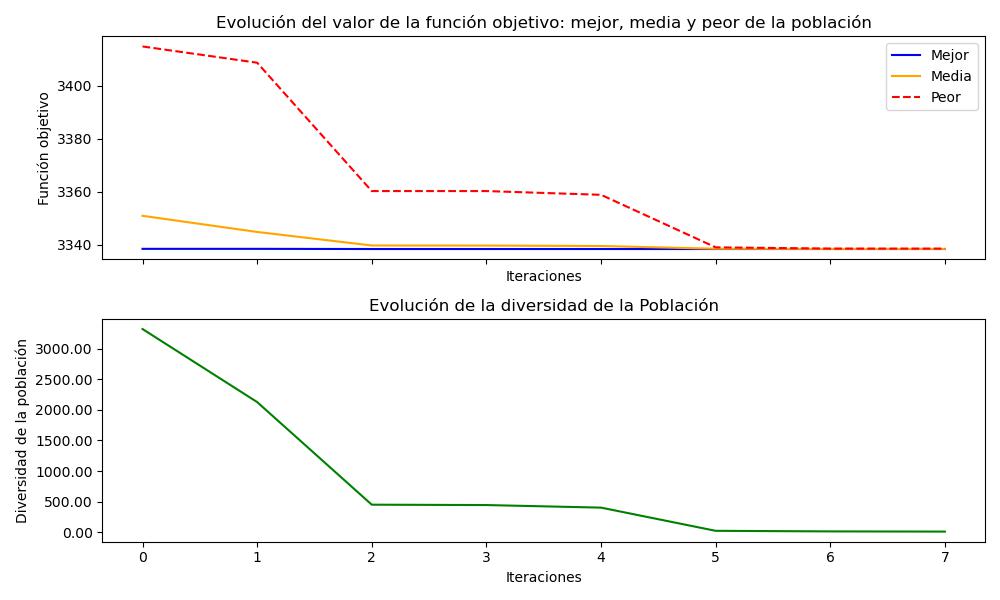 Evolución del valor de la función objetivo: mejor, media y peor de la población
Función objetivo
3400
3380
3360
3340
Mejor
Media
Peor
Iteraciones
Evolución de la diversidad de la Población
Diversidad de la población
3000.00
2500.00
2000.00
1500.00
1000.00
500.00
0.00
0 1 2 3 4 5 6 7
Iteraciones